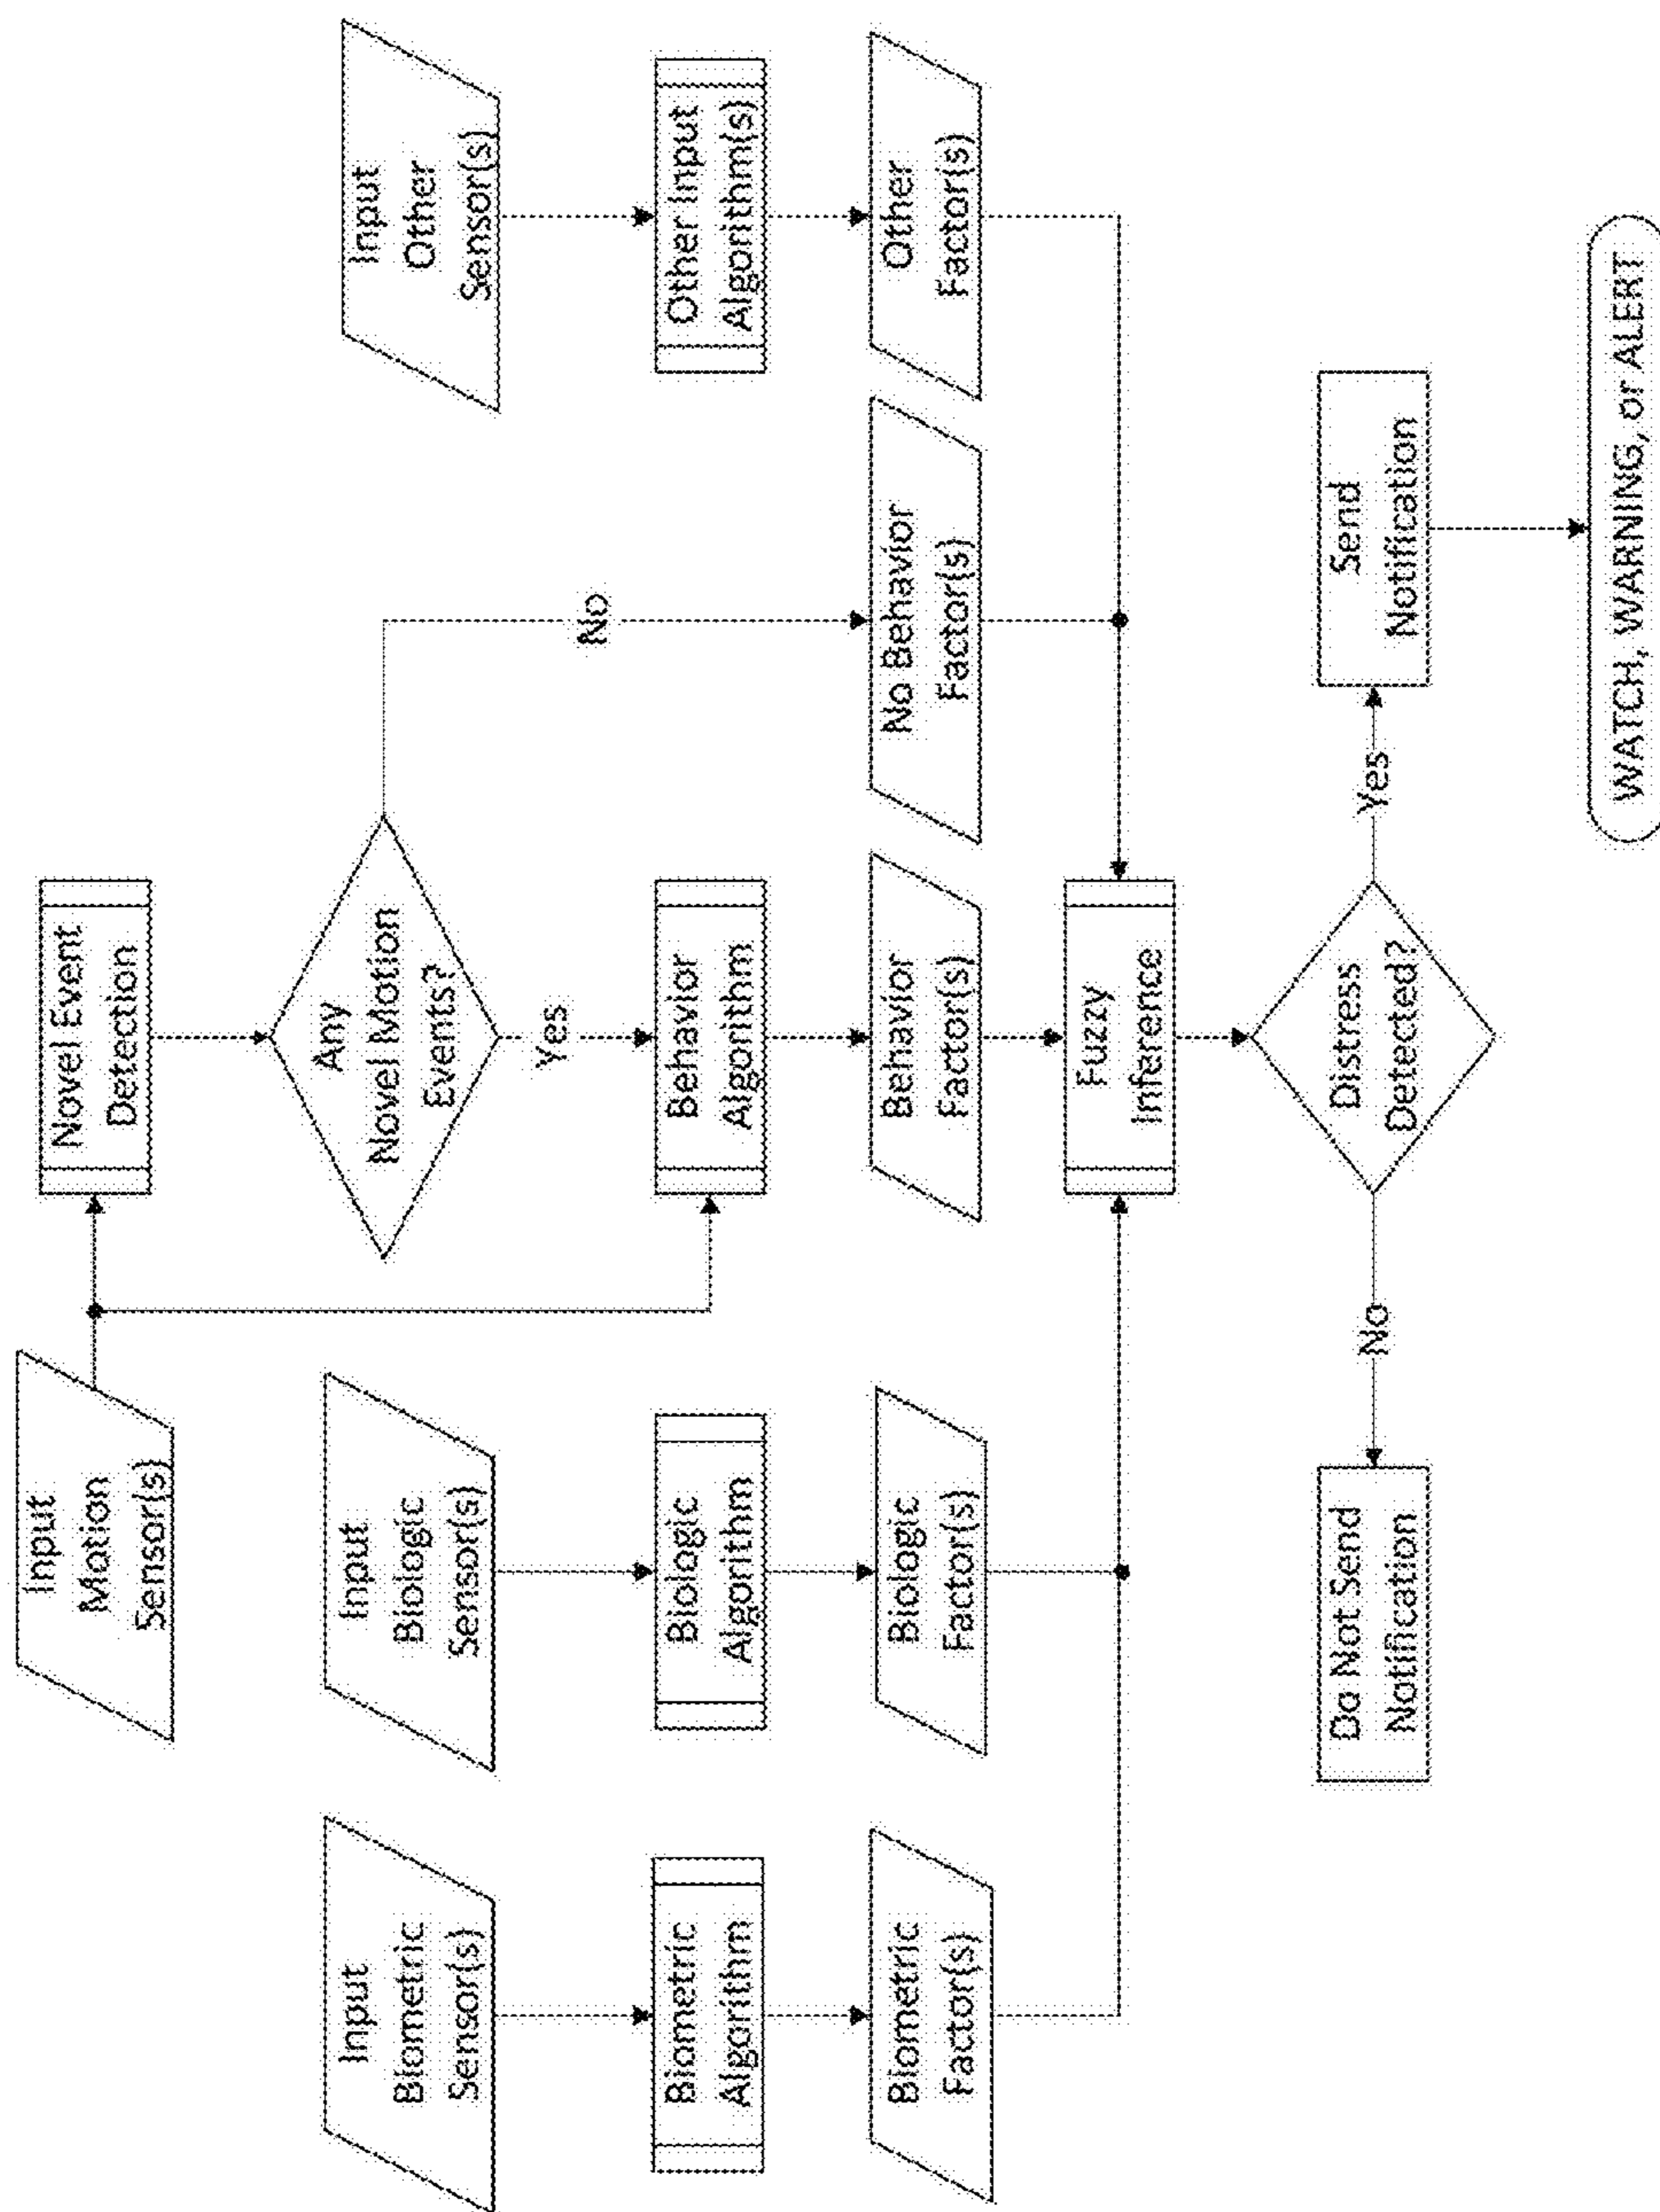 Input
Motion
Sensor(s)
Novel Event
Detection
Input
Biometric
Sensor(s)
Input
Biologic
Sensor(s)
Any
Novel Motion
Events?
Input
Other
Sensor(s)
Yes
No
Biometric
Algorithm
Biologic
Algorithm
Behavior
Algorithm
Other Input
Algorithm(s)
Biometric
Factor(s)
Biologic
Factor(s)
Behavior
Factor(s)
No Behavior
Factor(s)
Other
Factor(s)
Fuzzy
Inference
Do Not Send
Notification
No
Distress
Detected?
Yes
Send
Notification
WATCH, WARNING, or ALERT